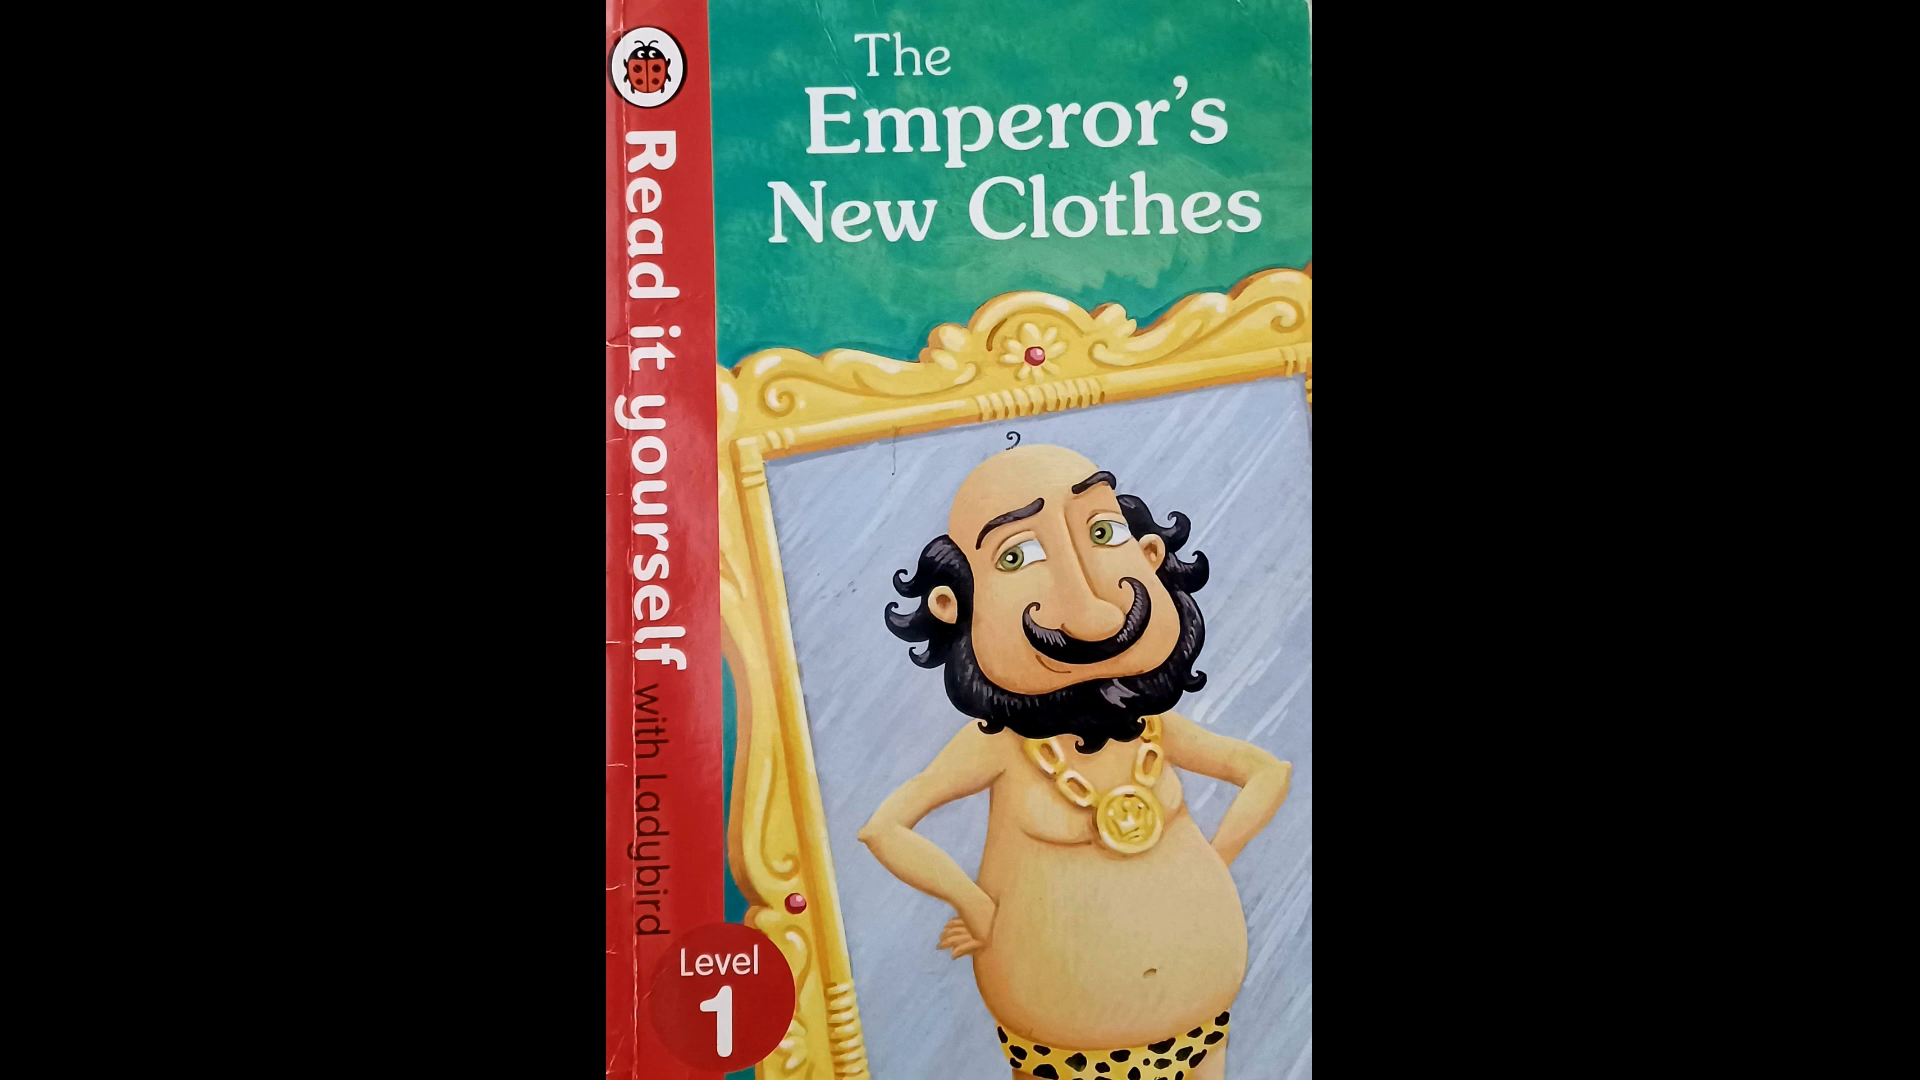 The
Emperor's
New Clothes
Read it yourself with Ladybird
Level
1